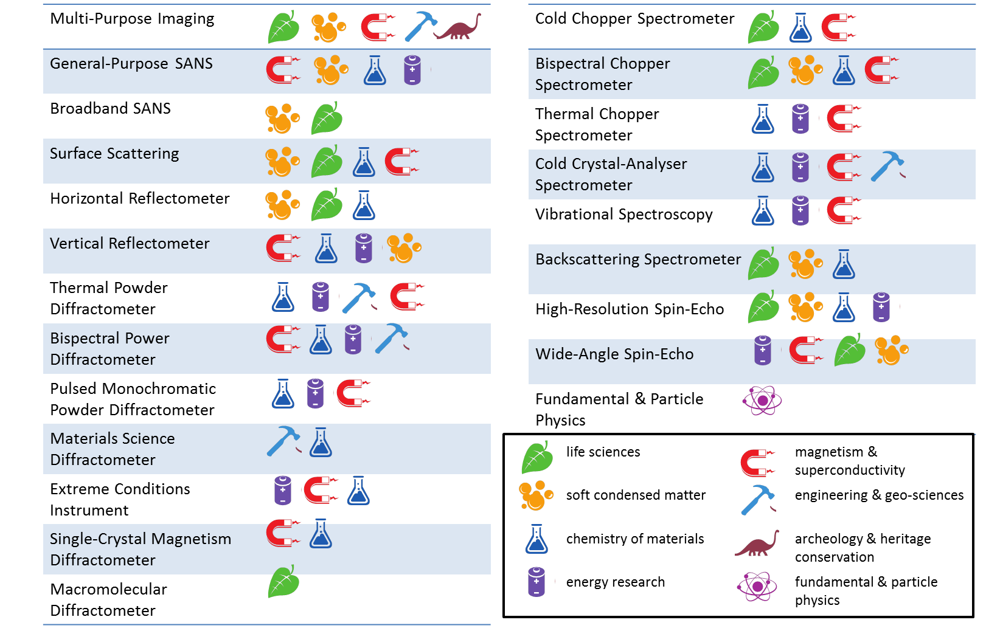 Multi-Purpose Imaging
General-Purpose SANS
Broadband SANS
Surface Scattering
Horizontal Reflectometer
Vertical Reflectometer
Thermal Powder
Diffractometer
Bispectral Power
Diffractometer
Pulsed Monochromatic
Powder Diffractometer
Materials Science
Diffractometer
Extreme Conditions
Instrument
Single-Crystal Magnetism
Diffractometer
Macromolecular
Diffractometer
Cold Chopper Spectrometer
Bispectral Chopper
Spectrometer
Thermal Chopper
Spectrometer
Cold Crystal-Analyser
Spectrometer
Vibrational Spectroscopy
Backscattering Spectrometer
High-Resolution Spin-Echo
Wide-Angle Spin-Echo
Fundamental & Particle
Physics
life sciences
soft condensed matter
chemistry of materials
energy research
magnetism &
superconductivity
engineering & geo-sciences
archeology & heritage
conservation
fundamental & particle
physics